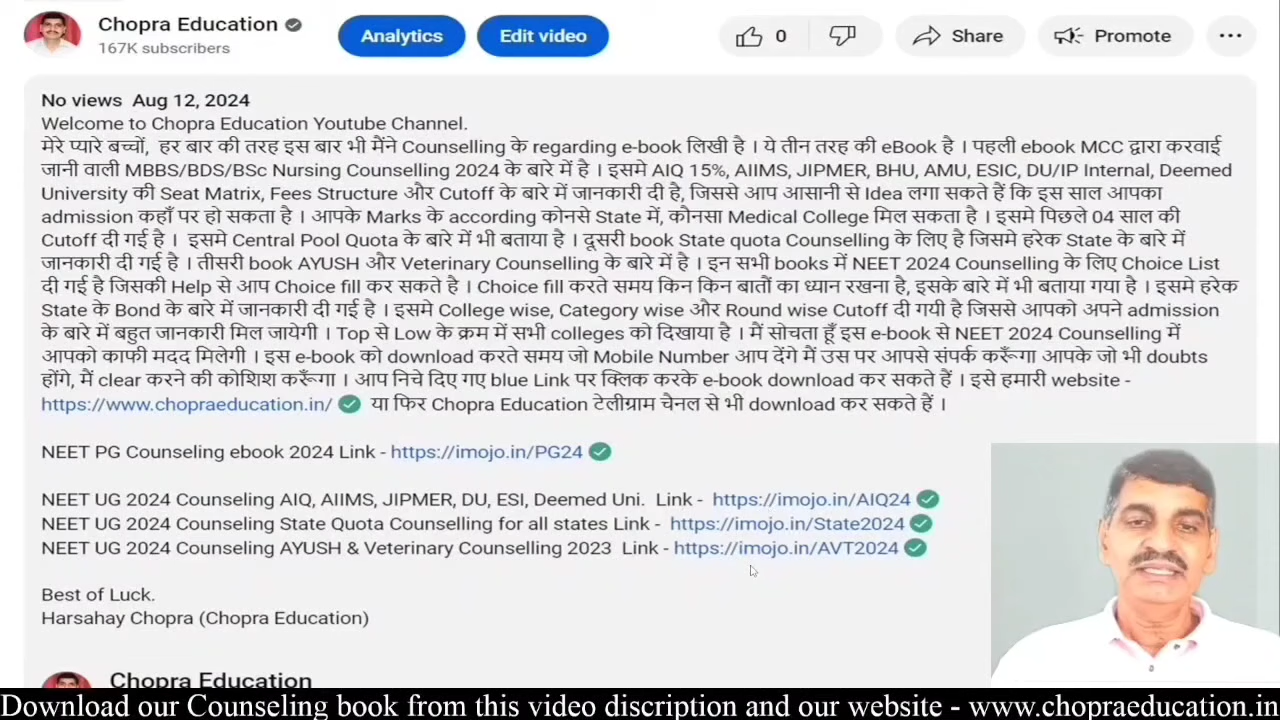 Chopra Education
167K subscribers
Analytics
Edit video
0
Share
Promote
No views Aug 12, 2024
Welcome to Chopra Education Youtube Channel.
मेरे प्यारे बच्चों, हर बार की तरह इस बार भी मैंने Counselling के regarding e-book लिखी है । ये तीन तरह की eBook है । पहली ebook MCC द्वारा करवाई
जानी वाली MBBS/BDS/BSc Nursing Counselling 2024 के बारे में है । इसमे AIQ 15%, AIIMS, JIPMER, BHU, AMU, ESIC, DU/IP Internal, Deemed
University की Seat Matrix, Fees Structure और Cutoff के बारे में जानकारी दी है, जिससे आप आसानी से Idea लगा सकते हैं कि इस साल आपका
admission कहाँ पर हो सकता है । आपके Marks के according कोनसे State में, कौनसा Medical College मिल सकता है । इसमे पिछले 04 साल की
Cutoff दी गई है । इसमे Central Pool Quota के बारे में भी बताया है । दूसरी book State quota Counselling के लिए है जिसमे हरेक State के बारे में
जानकारी दी गई है । तीसरी book AYUSH और Veterinary Counselling के बारे में है । इन सभी books में NEET 2024 Counselling के लिए Choice List
दी गई है जिसकी Help से आप Choice fill कर सकते है । Choice fill करते समय किन किन बातों का ध्यान रखना है, इसके बारे में भी बताया गया है । इसमे हरेक
State के Bond के बारे में जानकारी दी गई है । इसमे College wise, Category wise और Round wise Cutoff दी गयी है जिससे आपको अपने admission
के बारे में बहुत जानकारी मिल जायेगी । Top से Low के क्रम में सभी colleges को दिखाया है । मैं सोचता हूँ इस e-book से NEET 2024 Counselling में
आपको काफी मदद मिलेगी । इस e-book को download करते समय जो Mobile Number आप देंगे मैं उस पर आपसे संपर्क करूँगा आपके जो भी doubts
होंगे, मैं clear करने की कोशिश करूँगा । आप निचे दिए गए blue Link पर क्लिक करके e-book download कर सकते हैं । इसे हमारी website -
https://www.chopraeducation.in/ या फिर Chopra Education टेलीग्राम चैनल से भी download कर सकते हैं ।
NEET PG Counseling ebook 2024 Link - https://imojo.in/PG24
NEET UG 2024 Counseling AIQ, AIIMS, JIPMER, DU, ESI, Deemed Uni. Link - https://imojo.in/AIQ24
NEET UG 2024 Counseling State Quota Counselling for all states Link - https://imojo.in/State2024
NEET UG 2024 Counseling AYUSH & Veterinary Counselling 2023 Link - https://imojo.in/AVT2024
Best of Luck.
Harsahay Chopra (Chopra Education)
Chopra Education
Download our Counseling book from this video discription and our website - www.chopraeducation.in